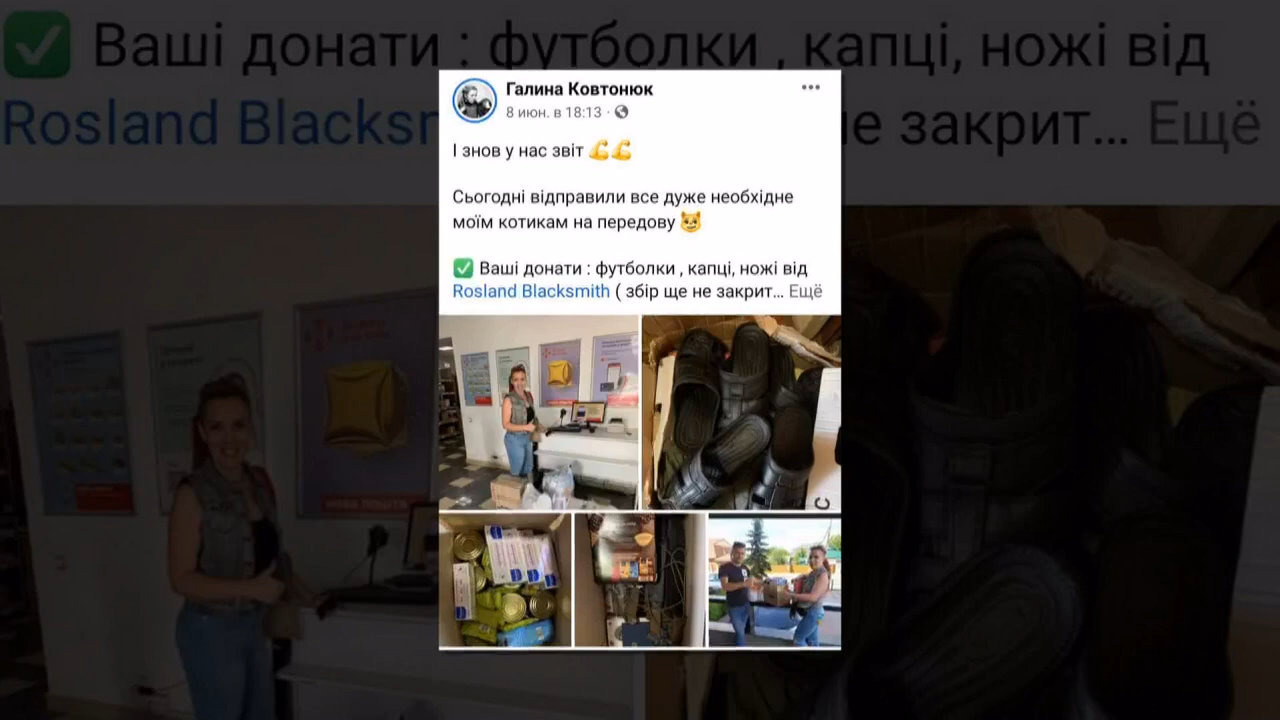 Ваші донати : футболки , капці, ножі від
Rosland Blacksm
не закрит... Ещё
Галина Ковтонюк
8 июн. в 18:13 ·
І знов у нас звіт 💪💪
Сьогодні відправили все дуже необхідне
моїм котикам на передову 😼
✅ Ваші донати : футболки , капці, ножі від
Rosland Blacksmith ( збір ще не закрит... Ещё